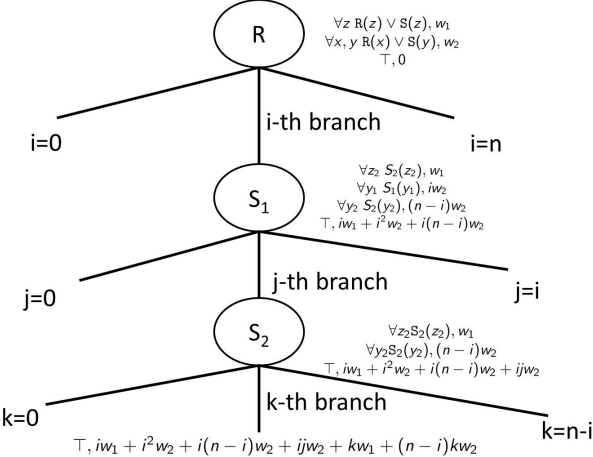 R
∀z R(z) ∨ S(z), w₁
∀x, y R(x) ∨ S(y), w₂
⊤, 0
i=0
i-th branch
i=n
S₁
∀z₂ S₂(z₂), w₁
∀y₁ S₁(y₁), iw₂
∀y₂ S₂(y₂), (n − i)w₂
⊤, iw₁ + i²w₂ + i(n − i)w₂
j=0
j-th branch
j=i
S₂
∀z₂S₂(z₂), w₁
∀y₂S₂(y₂), (n − i)w₂
⊤, iw₁ + i²w₂ + i(n − i)w₂ + ijw₂
k=0
k-th branch
k=n-i
⊤, iw₁ + i²w₂ + i(n − i)w₂ + ijw₂ + kw₁ + (n − i)kw₂